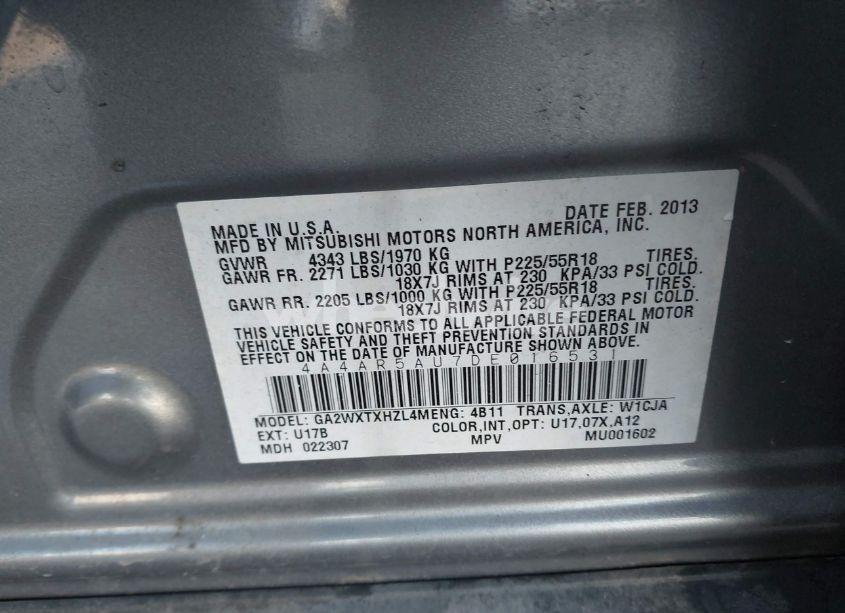 MADE IN U.S.A. DATE FEB. 2013
MFD BY MITSUBISHI MOTORS NORTH AMERICA, INC.
GVWR 4343 LBS/1970 KG
GAWR FR. 2271 LBS/1030 KG WITH P225/55R18 TIRES.
18X7J RIMS AT 230 KPA/33 PSI COLD.
GAWR RR. 2205 LBS/1000 KG WITH P225/55R18 TIRES.
18X7J RIMS AT 230 KPA/33 PSI COLD.
THIS VEHICLE CONFORMS TO ALL APPLICABLE FEDERAL MOTOR
VEHICLE SAFETY AND THEFT PREVENTION STANDARDS IN
EFFECT ON THE DATE OF MANUFACTURE SHOWN ABOVE.
4A4AR5AU7DE016531
MODEL: GA2WXTXHZL4MENG: 4B11 TRANS,AXLE: W1CJA
EXT: U17B COLOR,INT,OPT: U17,07X,A12
MDH 022307 MPV MU001602